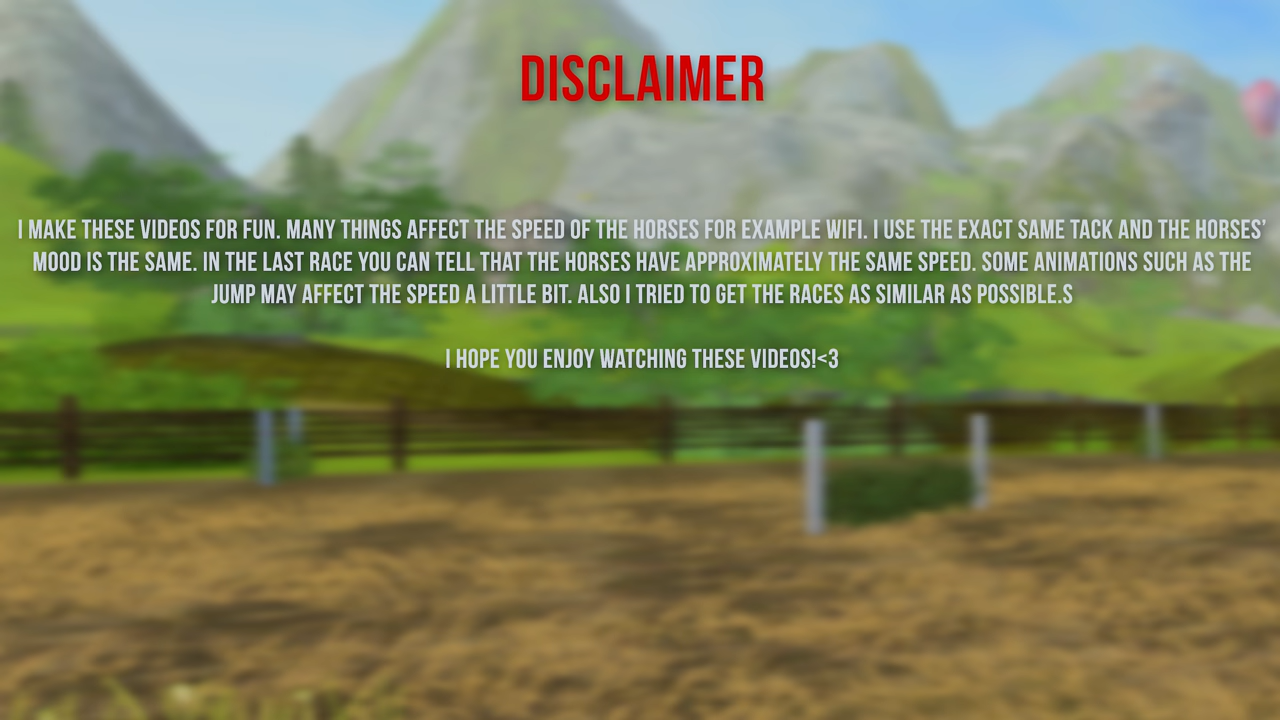 DISCLAIMER
I MAKE THESE VIDEOS FOR FUN. MANY THINGS AFFECT THE SPEED OF THE HORSES FOR EXAMPLE WIFI. I USE THE EXACT SAME TACK AND THE HORSES'
MOOD IS THE SAME. IN THE LAST RACE YOU CAN TELL THAT THE HORSES HAVE APPROXIMATELY THE SAME SPEED. SOME ANIMATIONS SUCH AS THE
JUMP MAY AFFECT THE SPEED A LITTLE BIT. ALSO I TRIED TO GET THE RACES AS SIMILAR AS POSSIBLE.S
I HOPE YOU ENJOY WATCHING THESE VIDEOS!<3